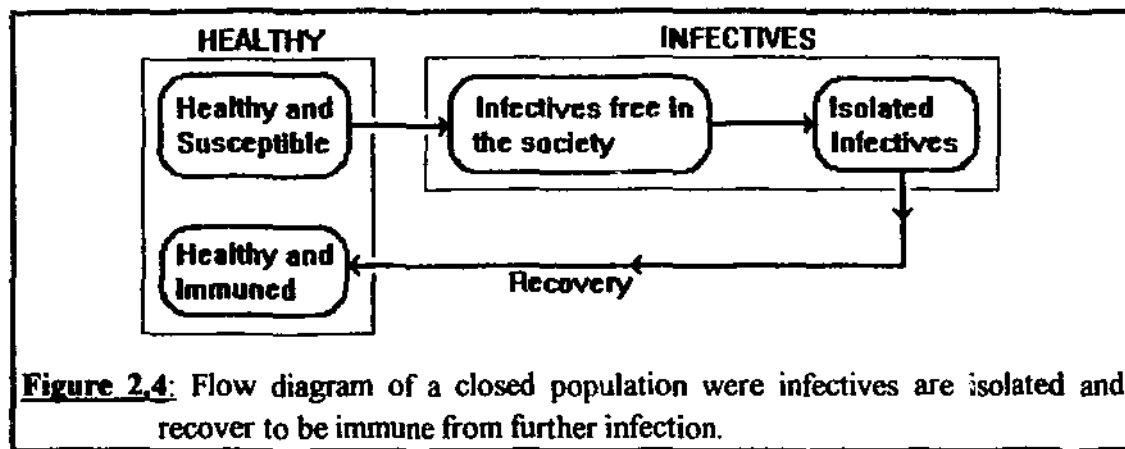 HEALTHY
INFECTIVES
Healthy and
Susceptible
Infectives free in
the society
Isolated
Infectives
Healthy and
Immuned
Recovery
Figure 2.4: Flow diagram of a closed population were infectives are isolated and
recover to be immune from further infection.